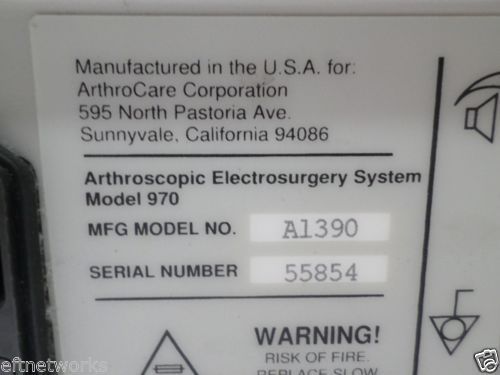 Manufactured in the U.S.A. for:
ArthroCare Corporation
595 North Pastoria Ave.
Sunnyvale, California 94086
Arthroscopic Electrosurgery System
Model 970
MFG MODEL NO. A1390
SERIAL NUMBER 55854
WARNING!
RISK OF FIRE.
REPLACE SLOW
eftnetworks